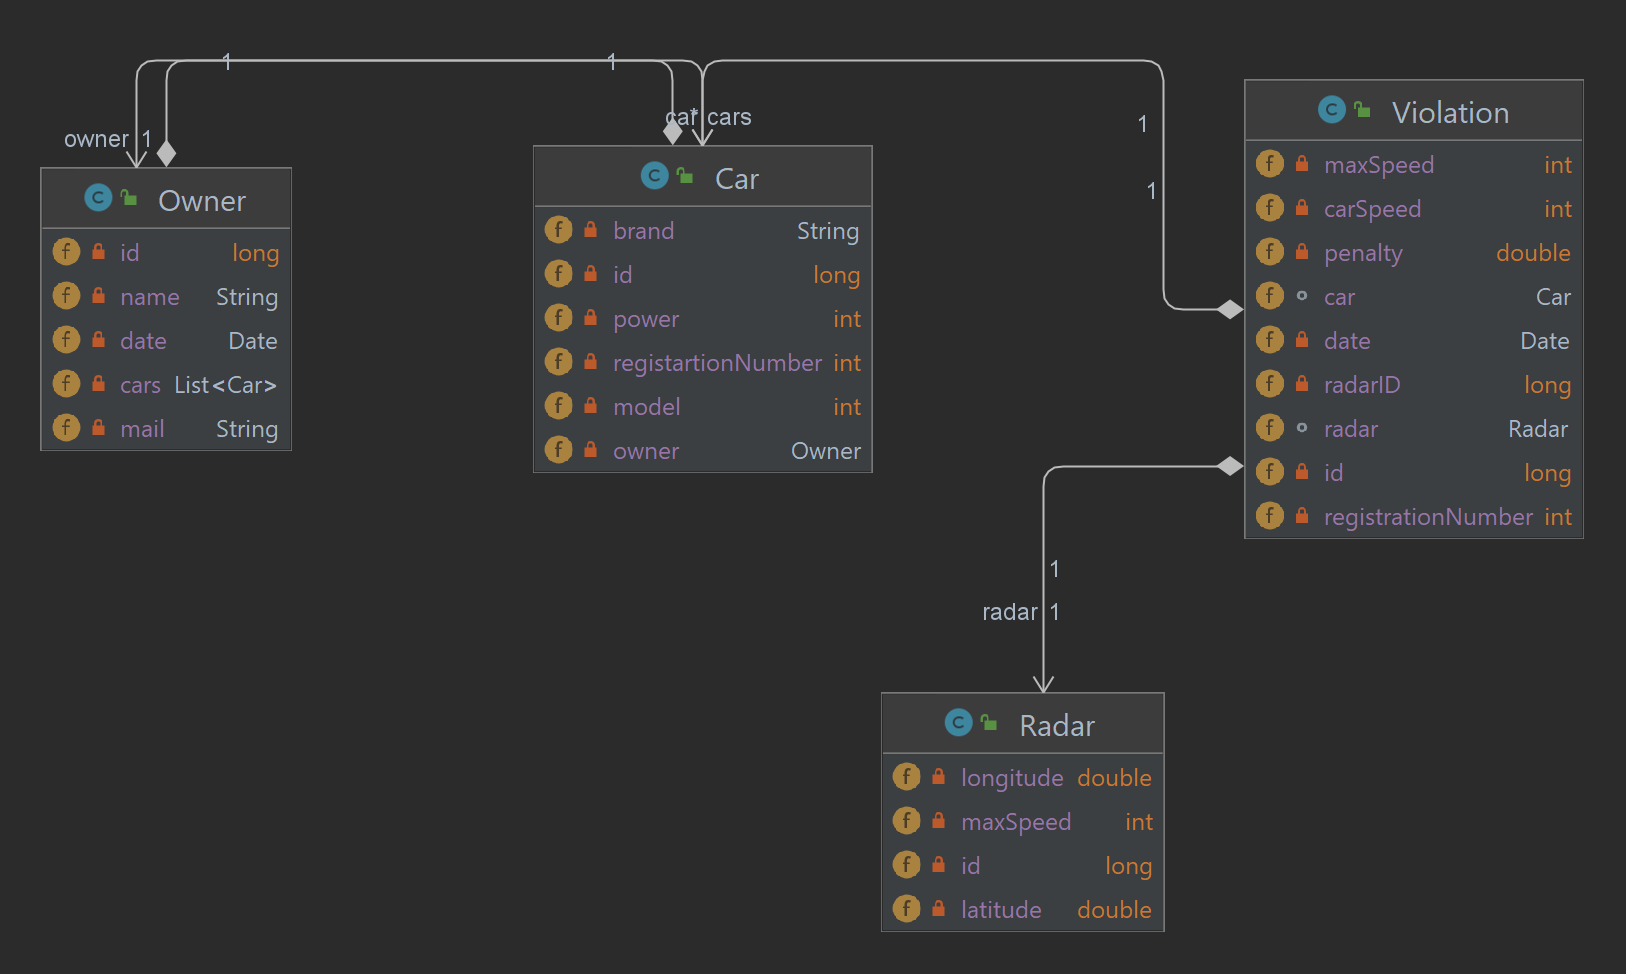 1
1
car * cars
1
owner 1
1
Owner
id long
name String
date Date
cars List<Car>
mail String
Car
brand String
id long
power int
registartionNumber int
model int
owner Owner
Violation
maxSpeed int
carSpeed int
penalty double
car Car
date Date
radarID long
radar Radar
id long
registrationNumber int
1
radar 1
Radar
longitude double
maxSpeed int
id long
latitude double